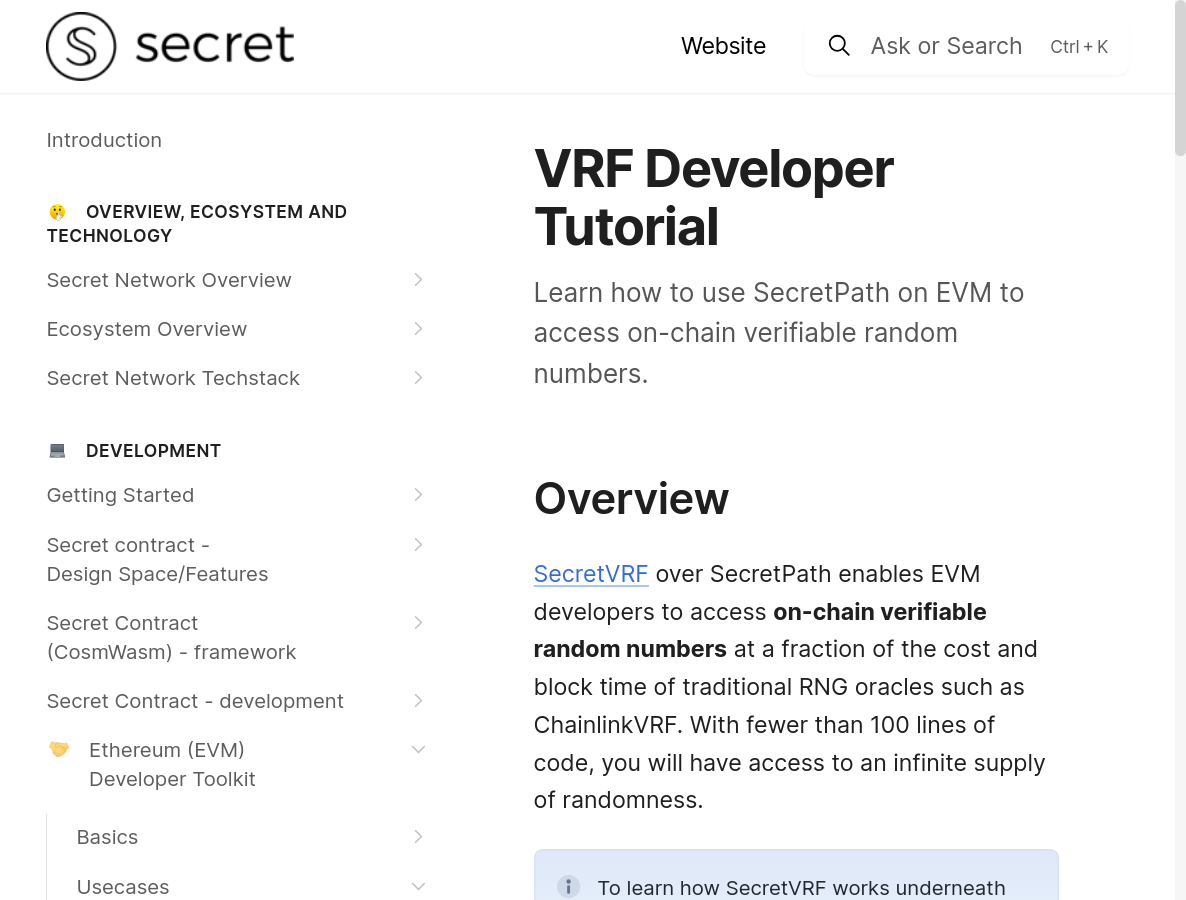 secret
Website
Ask or Search Ctrl + K
Introduction
OVERVIEW, ECOSYSTEM AND
TECHNOLOGY
Secret Network Overview
Ecosystem Overview
Secret Network Techstack
DEVELOPMENT
Getting Started
Secret contract -
Design Space/Features
Secret Contract
(CosmWasm) - framework
Secret Contract - development
Ethereum (EVM)
Developer Toolkit
Basics
Usecases
VRF Developer
Tutorial
Learn how to use SecretPath on EVM to
access on-chain verifiable random
numbers.
Overview
SecretVRF over SecretPath enables EVM
developers to access on-chain verifiable
random numbers at a fraction of the cost and
block time of traditional RNG oracles such as
ChainlinkVRF. With fewer than 100 lines of
code, you will have access to an infinite supply
of randomness.
To learn how SecretVRF works underneath